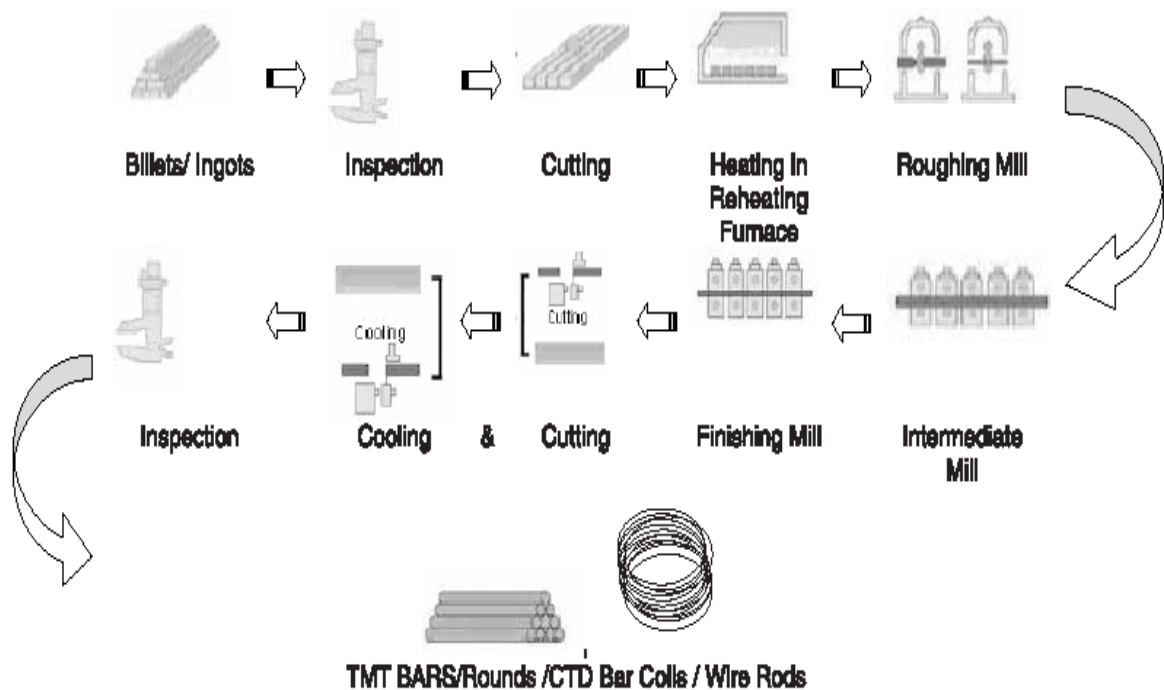 Billets/ Ingots
Inspection
Cutting
Heating in
Reheating
Furnace
Roughing Mill
Cutting
Cooling
Inspection
Cooling & Cutting
Finishing Mill
Intermediate
Mill
TMT BARS/Rounds /CTD Bar Coils / Wire Rods